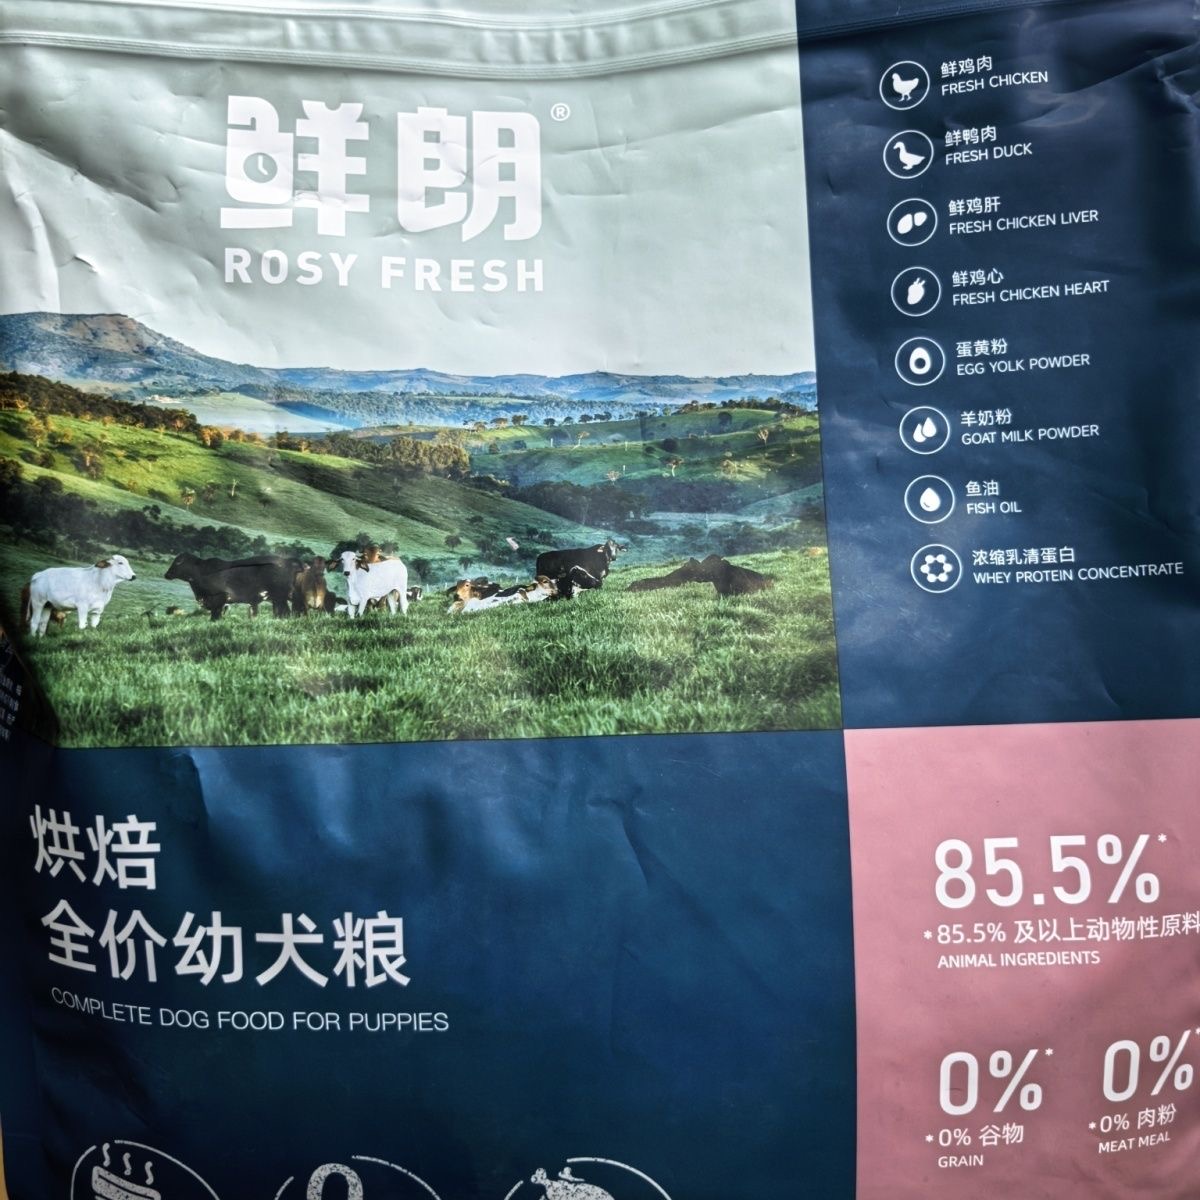 鲜朗®
ROSY FRESH
鲜鸡肉
FRESH CHICKEN
鲜鸭肉
FRESH DUCK
鲜鸡肝
FRESH CHICKEN LIVER
鲜鸡心
FRESH CHICKEN HEART
蛋黄粉
EGG YOLK POWDER
羊奶粉
GOAT MILK POWDER
鱼油
FISH OIL
浓缩乳清蛋白
WHEY PROTEIN CONCENTRATE
烘焙
全价幼犬粮
COMPLETE DOG FOOD FOR PUPPIES
85.5%*
*85.5% 及以上动物性原料
ANIMAL INGREDIENTS
0%*
*0% 谷物
GRAIN
0%*
*0% 肉粉
MEAT MEAL